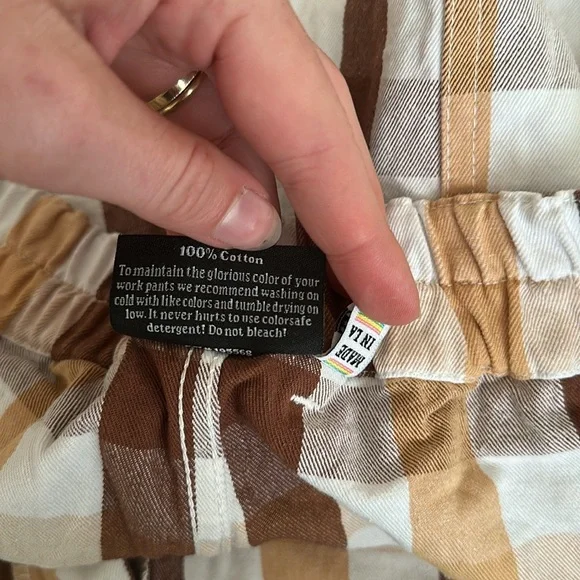 100% Cotton
To maintain the glorious color of your
work pants we recommend washing on
cold with like colors and tumble drying on
low. It never hurts to use colorsafe
detergent! Do not bleach!
MADE
IN LA